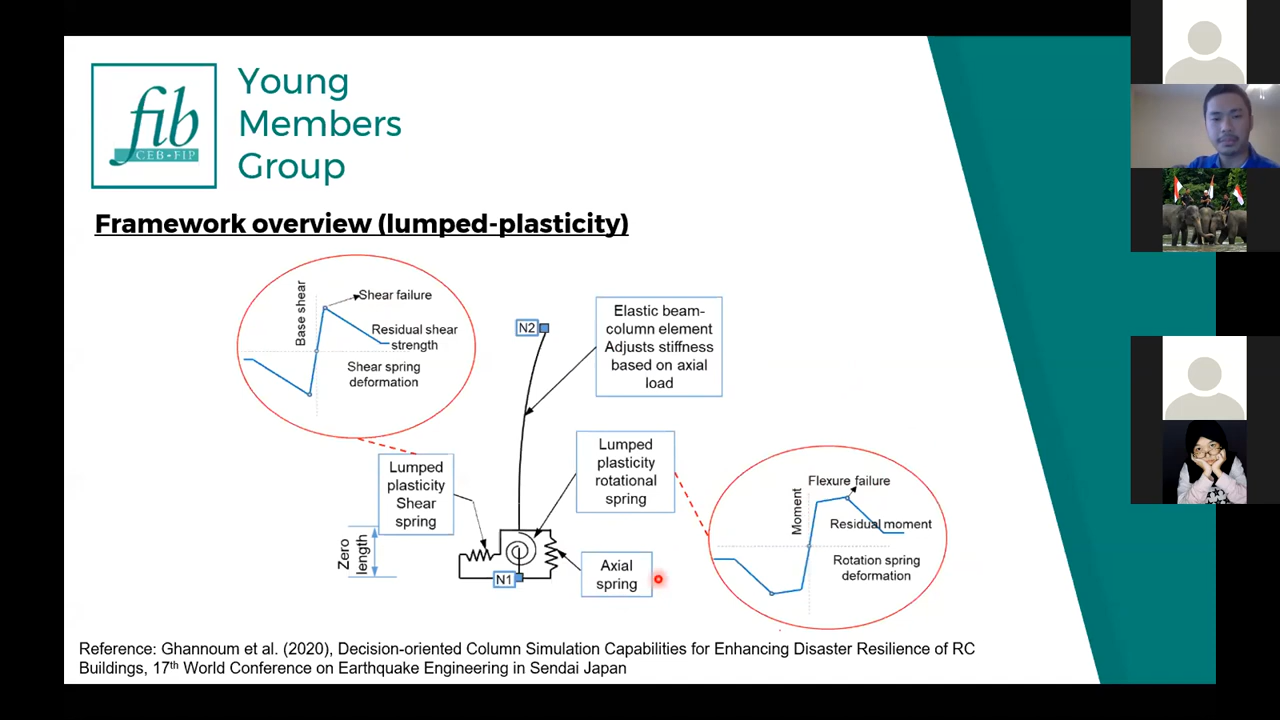 fib
CEB-FIP
Young
Members
Group
Framework overview (lumped-plasticity)
Base shear
Shear failure
Residual shear
strength
Shear spring
deformation
N2
Elastic beam-
column element
Adjusts stiffness
based on axial
load
Lumped
plasticity
Shear
spring
Lumped
plasticity
rotational
spring
Zero
length
N1
Axial
spring
Moment
Flexure failure
Residual moment
Rotation spring
deformation
Reference: Ghannoum et al. (2020), Decision-oriented Column Simulation Capabilities for Enhancing Disaster Resilience of RC
Buildings, 17th World Conference on Earthquake Engineering in Sendai Japan